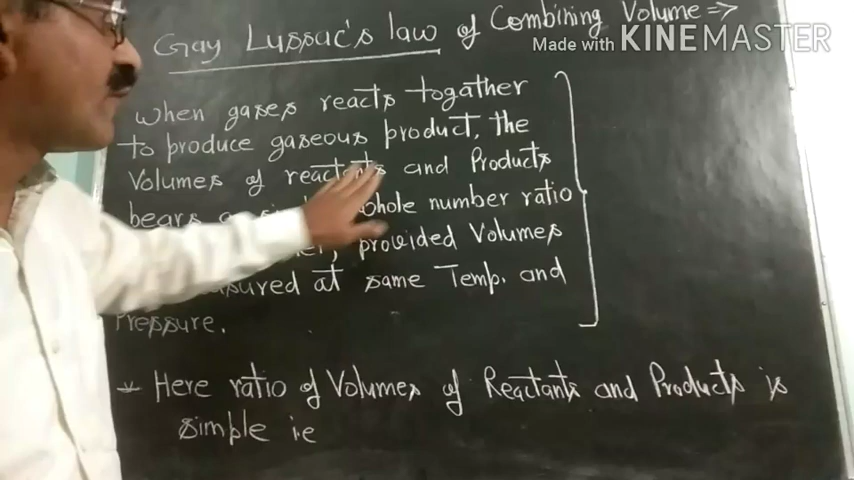 Gay Lussac's law of Combining Volume ⇒
Made with KINEMASTER
When gases reacts togather
to produce gaseous product, the
Volumes of reactants and Products
bears a whole number ratio
provided Volumes
at same Temp. and
Pressure.
* Here ratio of Volumes of Reactants and Products is
simple i.e